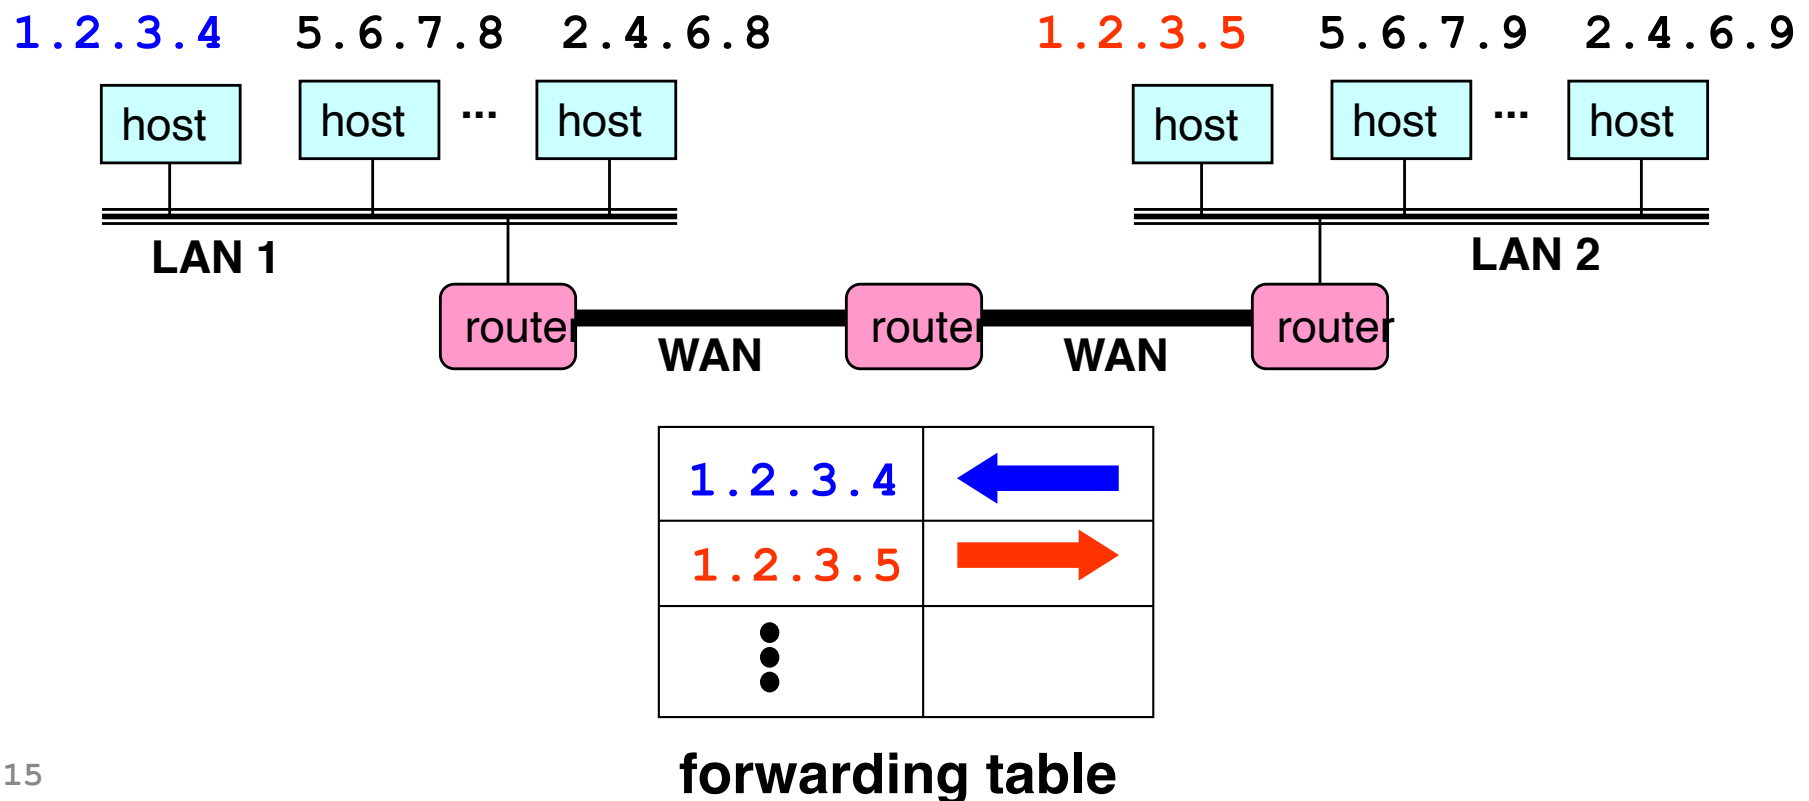 1.2.3.4 5.6.7.8 2.4.6.8 1.2.3.5 5.6.7.9 2.4.6.9
host host ... host host host ... host
LAN 1 LAN 2
router router router
WAN WAN
1.2.3.4
1.2.3.5
forwarding table
15